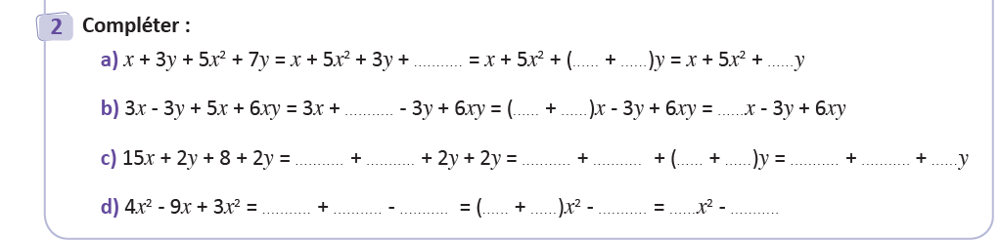 2 Compléter :
a) x + 3y + 5x² + 7y = x + 5x² + 3y + ........... = x + 5x² + (...... + ......)y = x + 5x² + ......y
b) 3x - 3y + 5x + 6xy = 3x + ........... - 3y + 6xy = (...... + ......)x - 3y + 6xy = ......x - 3y + 6xy
c) 15x + 2y + 8 + 2y = ........... + ........... + 2y + 2y = ........... + ........... + (...... + ......)y = ........... + ........... + ......y
d) 4x² - 9x + 3x² = ........... + ........... - ........... = (...... + ......)x² - ........... = ......x² - ...........